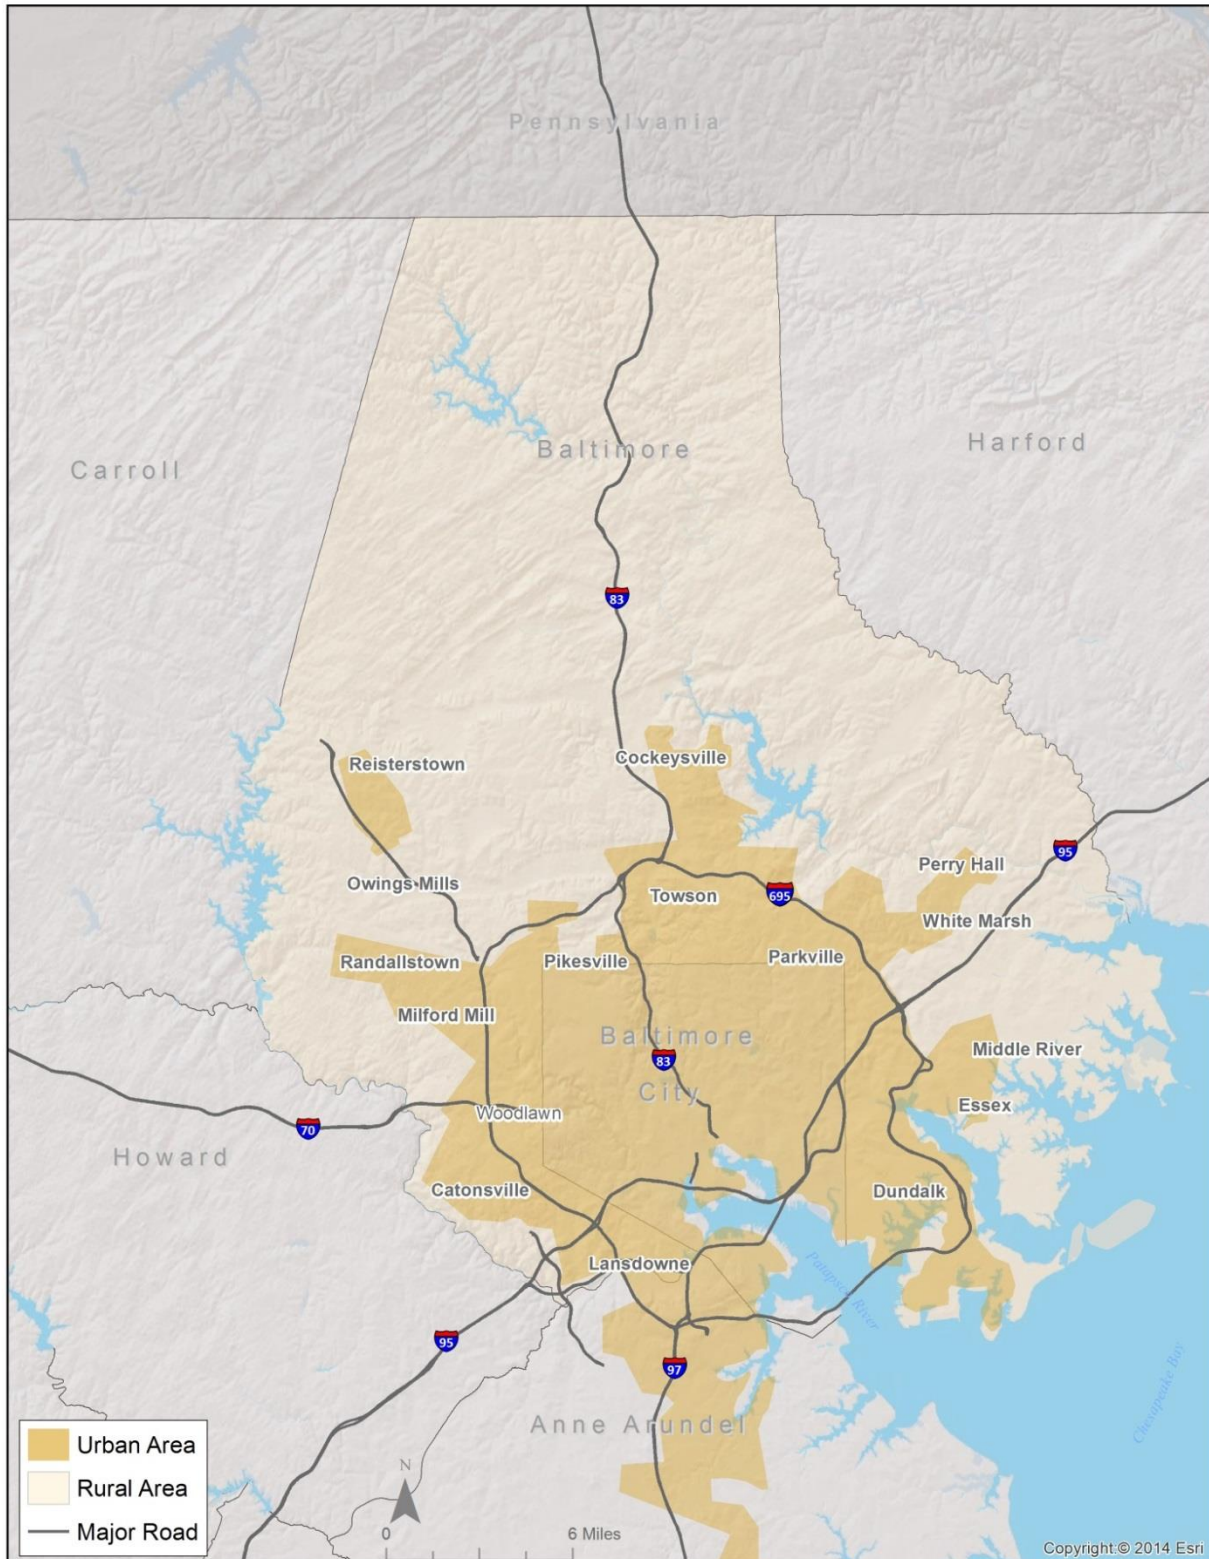 Pennsylvania
Baltimore
Harford
Carroll
83
Cockeysville
Reisterstown
95
Perry Hall
Owings Mills
Towson
695
White Marsh
Parkville
Randallstown
Pikesville
Milford Mill
Baltimore
City
83
Middle River
Essex
Woodlawn
70
Howard
Catonsville
Dundalk
Lansdowne
Patapsco River
95
97
Chesapeake Bay
Anne Arundel
Urban Area
Rural Area
Major Road
N
0 6 Miles
Copyright:© 2014 Esri